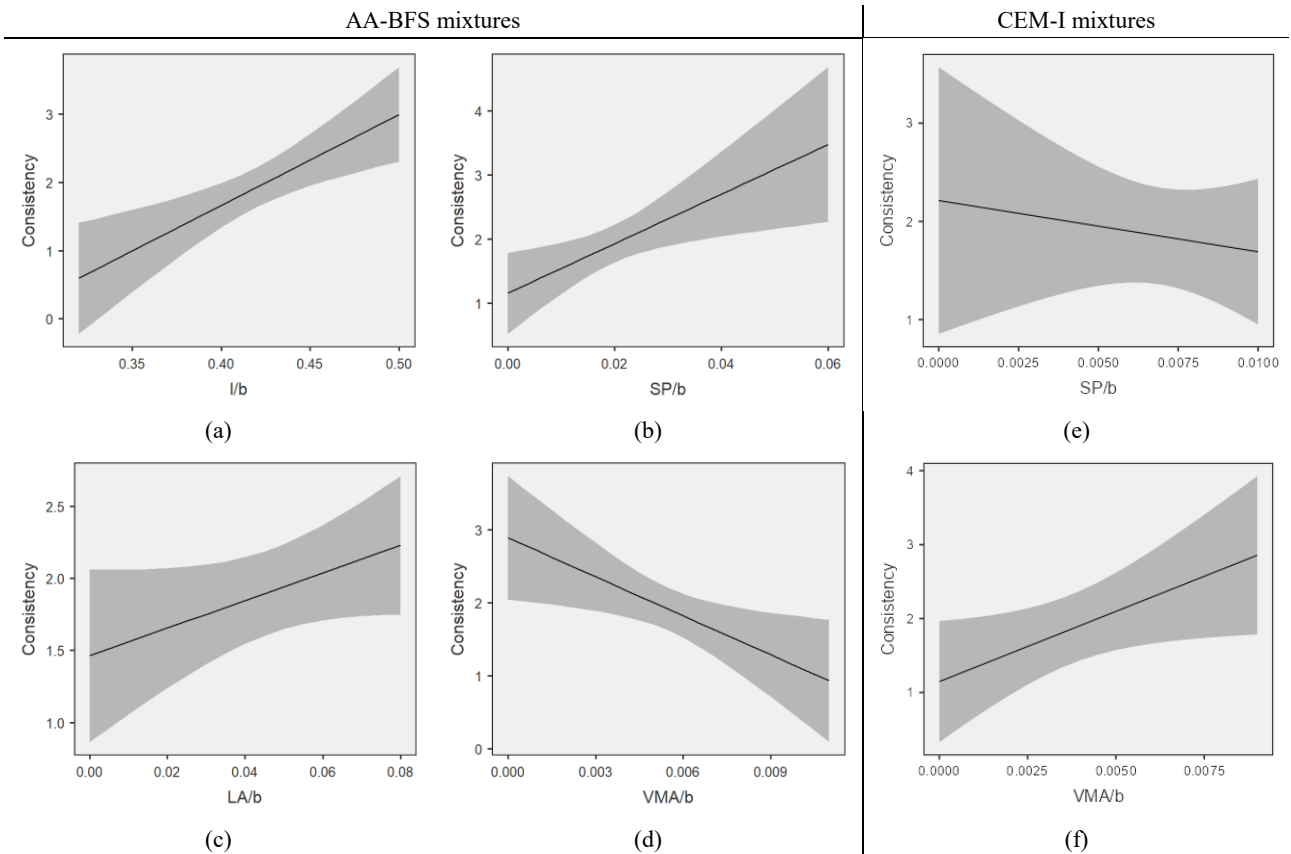 AA-BFS mixtures
CEM-I mixtures
Consistency
3
2
1
0
0.35
0.40
0.45
0.50
l/b
(a)
Consistency
4
3
2
1
0.00
0.02
0.04
0.06
SP/b
(b)
Consistency
3
2
1
0.0000
0.0025
0.0050
0.0075
0.0100
SP/b
(e)
Consistency
2.5
2.0
1.5
1.0
0.00
0.02
0.04
0.06
0.08
LA/b
(c)
Consistency
3
2
1
0
0.000
0.003
0.006
0.009
VMA/b
(d)
Consistency
4
3
2
1
0.0000
0.0025
0.0050
0.0075
VMA/b
(f)